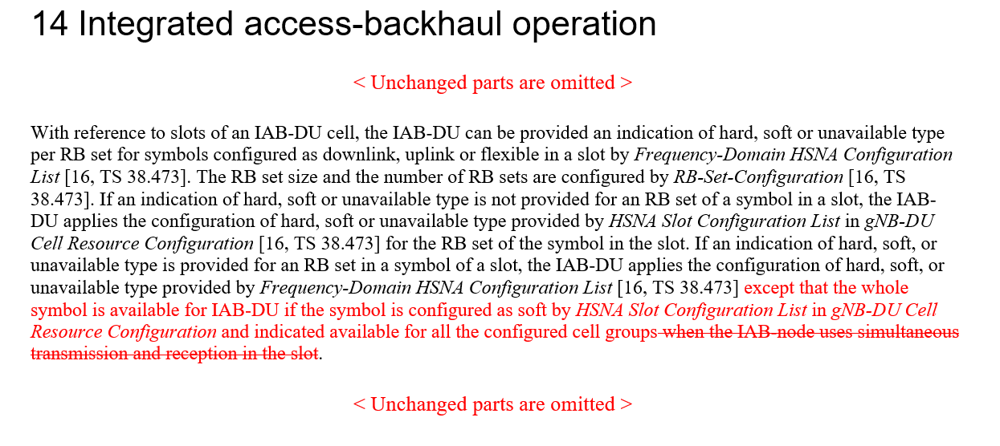 14 Integrated access-backhaul operation
< Unchanged parts are omitted >
With reference to slots of an IAB-DU cell, the IAB-DU can be provided an indication of hard, soft or unavailable type
per RB set for symbols configured as downlink, uplink or flexible in a slot by Frequency-Domain HSNA Configuration
List [16, TS 38.473]. The RB set size and the number of RB sets are configured by RB-Set-Configuration [16, TS
38.473]. If an indication of hard, soft or unavailable type is not provided for an RB set of a symbol in a slot, the IAB-
DU applies the configuration of hard, soft or unavailable type provided by HSNA Slot Configuration List in gNB-DU
Cell Resource Configuration [16, TS 38.473] for the RB set of the symbol in the slot. If an indication of hard, soft, or
unavailable type is provided for an RB set in a symbol of a slot, the IAB-DU applies the configuration of hard, soft, or
unavailable type provided by Frequency-Domain HSNA Configuration List [16, TS 38.473] except that the whole
symbol is available for IAB-DU if the symbol is configured as soft by HSNA Slot Configuration List in gNB-DU Cell
Resource Configuration and indicated available for all the configured cell groups when the IAB-node uses simultaneous
transmission and reception in the slot.
< Unchanged parts are omitted >